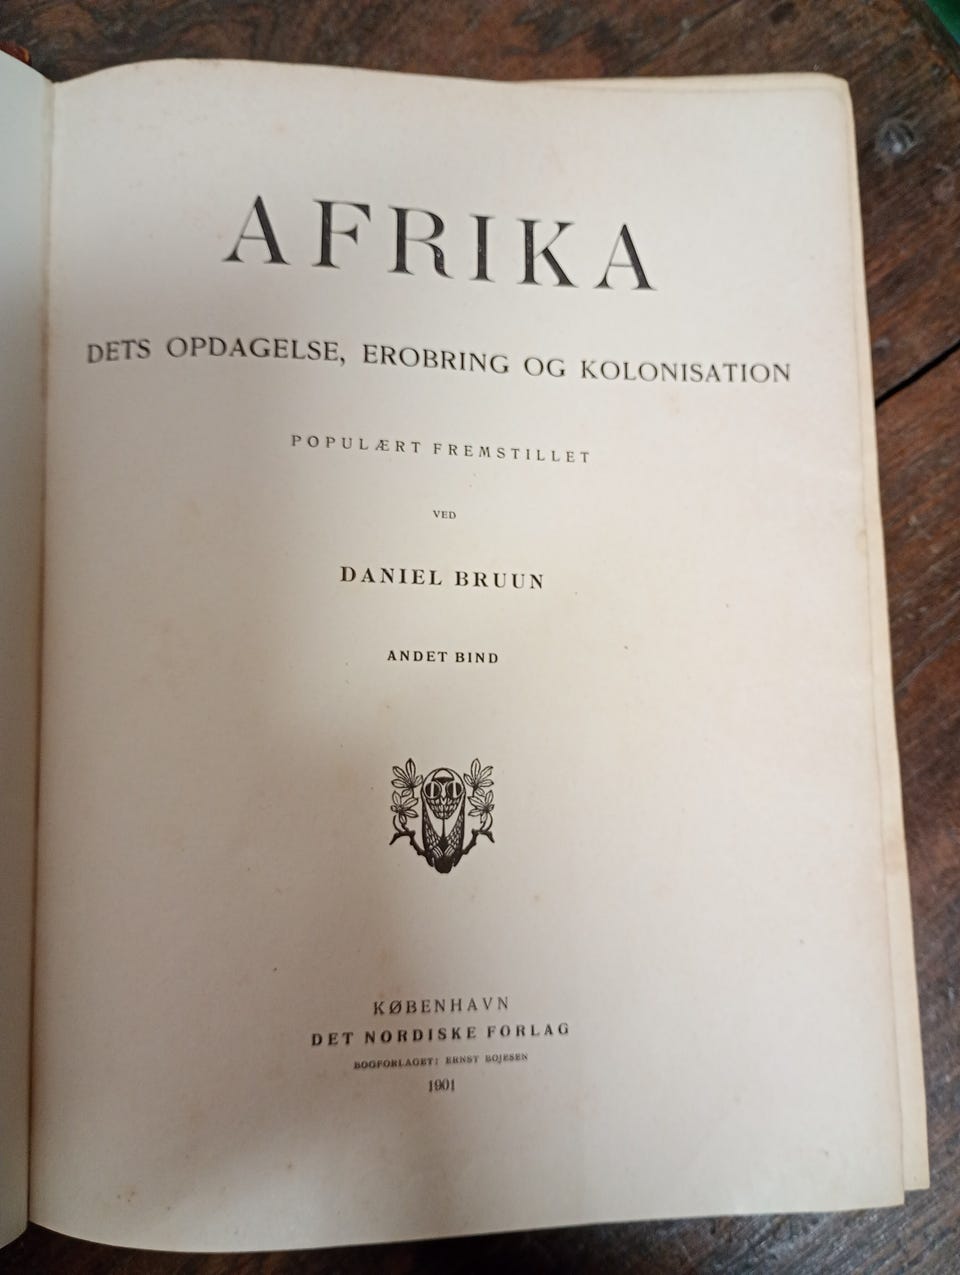 AFRIKA
DETS OPDAGELSE, EROBRING OG KOLONISATION
POPULÆRT FREMSTILLET
VED
DANIEL BRUUN
ANDET BIND
KØBENHAVN
DET NORDISKE FORLAG
BOGFORLAGET: ERNST BOJESEN
1901